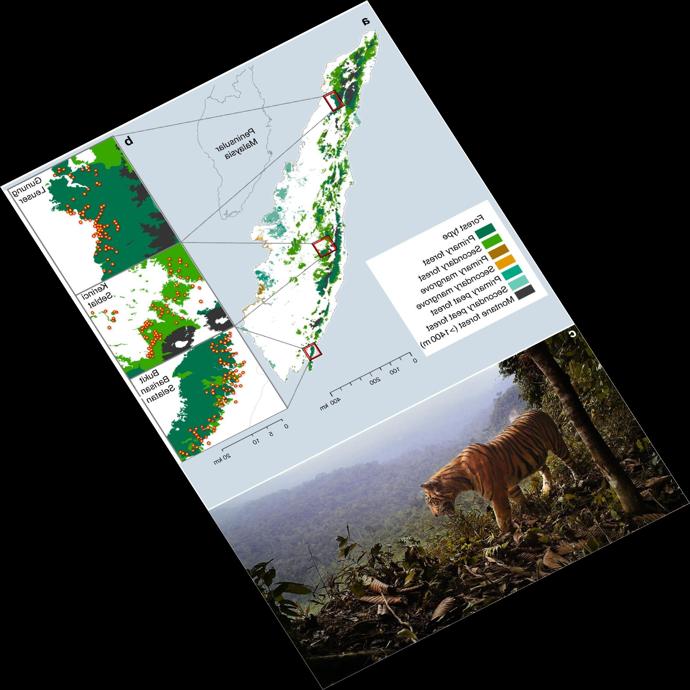 a
Peninsular
Malaysia
Forest type
Primary forest
Secondary forest
Primary mangrove
Secondary mangrove
Primary peat forest
Secondary peat forest
Montane forest (>1400m)
0 100 200 400 km
b
Gunung
Leuser
Kerinci
Seblat
Bukit
Barisan
Selatan
0 5 10 20 km
c